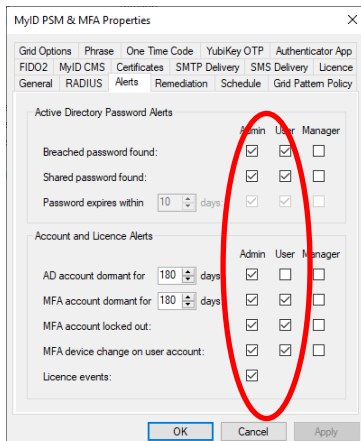 MyID PSM & MFA Properties
Grid Options Phrase One Time Code YubiKey OTP Authenticator App
FIDO2 MyID CMS Certificates SMTP Delivery SMS Delivery Licence
General RADIUS Alerts Remediation Schedule Grid Pattern Policy
Active Directory Password Alerts
Admin User Manager
Breached password found:
Shared password found:
Password expires within 10 days:
Account and Licence Alerts
Admin User Manager
AD account domant for 180 days
MFA account domant for 180 days
MFA account locked out:
MFA device change on user account:
Licence events:
OK Cancel Apply